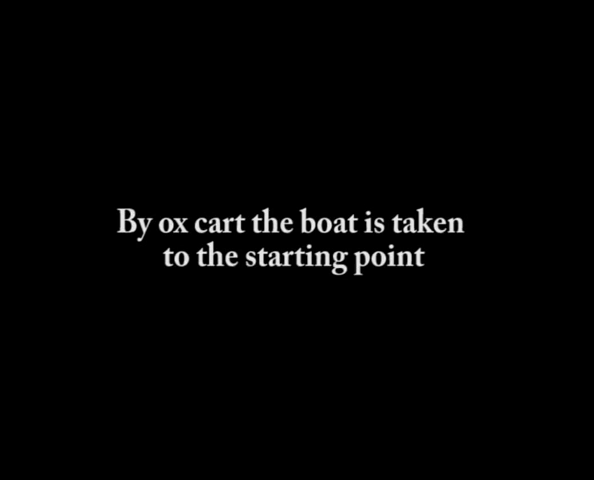 By ox cart the boat is taken
to the starting point